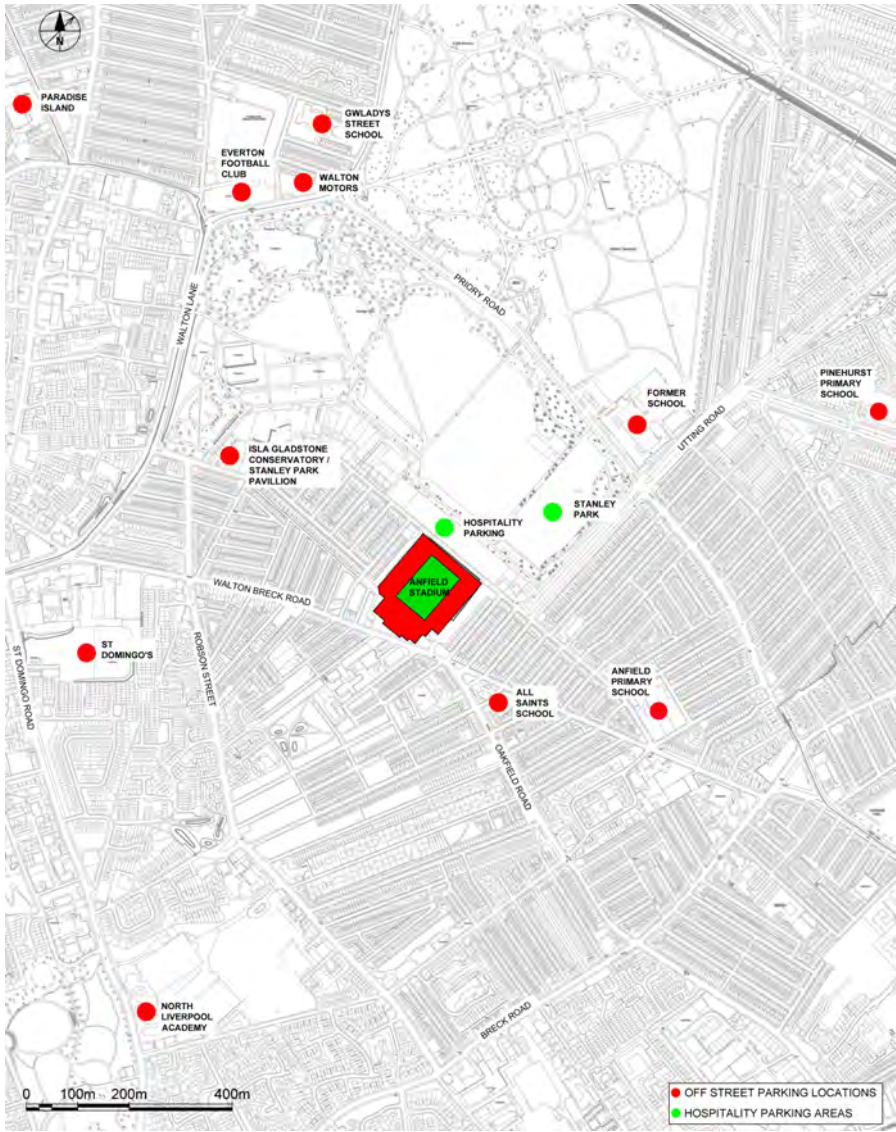 N
PARADISE
ISLAND
GWLADYS
STREET
SCHOOL
EVERTON
FOOTBALL
CLUB
WALTON
MOTORS
PRIORY ROAD
WALTON LANE
FORMER
SCHOOL
PINEHURST
PRIMARY
SCHOOL
UTTING ROAD
ISLA GLADSTONE
CONSERVATORY /
STANLEY PARK
PAVILLION
STANLEY
PARK
HOSPITALITY
PARKING
ANFIELD
STADIUM
WALTON BRECK ROAD
ROBSON STREET
ST DOMINGO ROAD
ST
DOMINGO'S
ANFIELD
PRIMARY
SCHOOL
ALL
SAINTS
SCHOOL
OAKFIELD ROAD
NORTH
LIVERPOOL
ACADEMY
BRECK ROAD
0 100m 200m 400m
OFF STREET PARKING LOCATIONS
HOSPITALITY PARKING AREAS